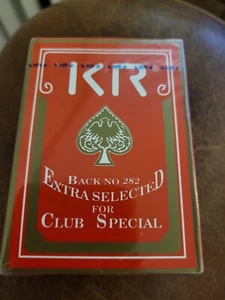 KR
BACK NO 282
EXTRA SELECTED
FOR
CLUB SPECIAL